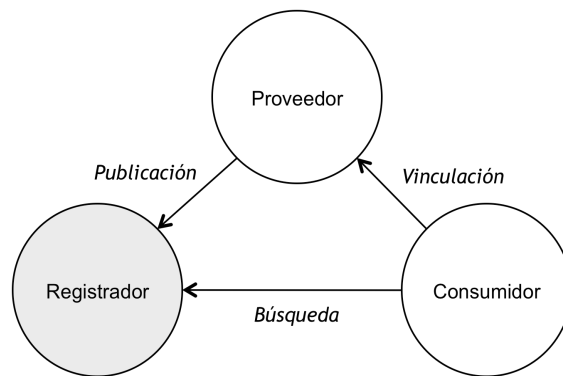 Proveedor
Publicación
Vinculación
Registrador
Consumidor
Búsqueda